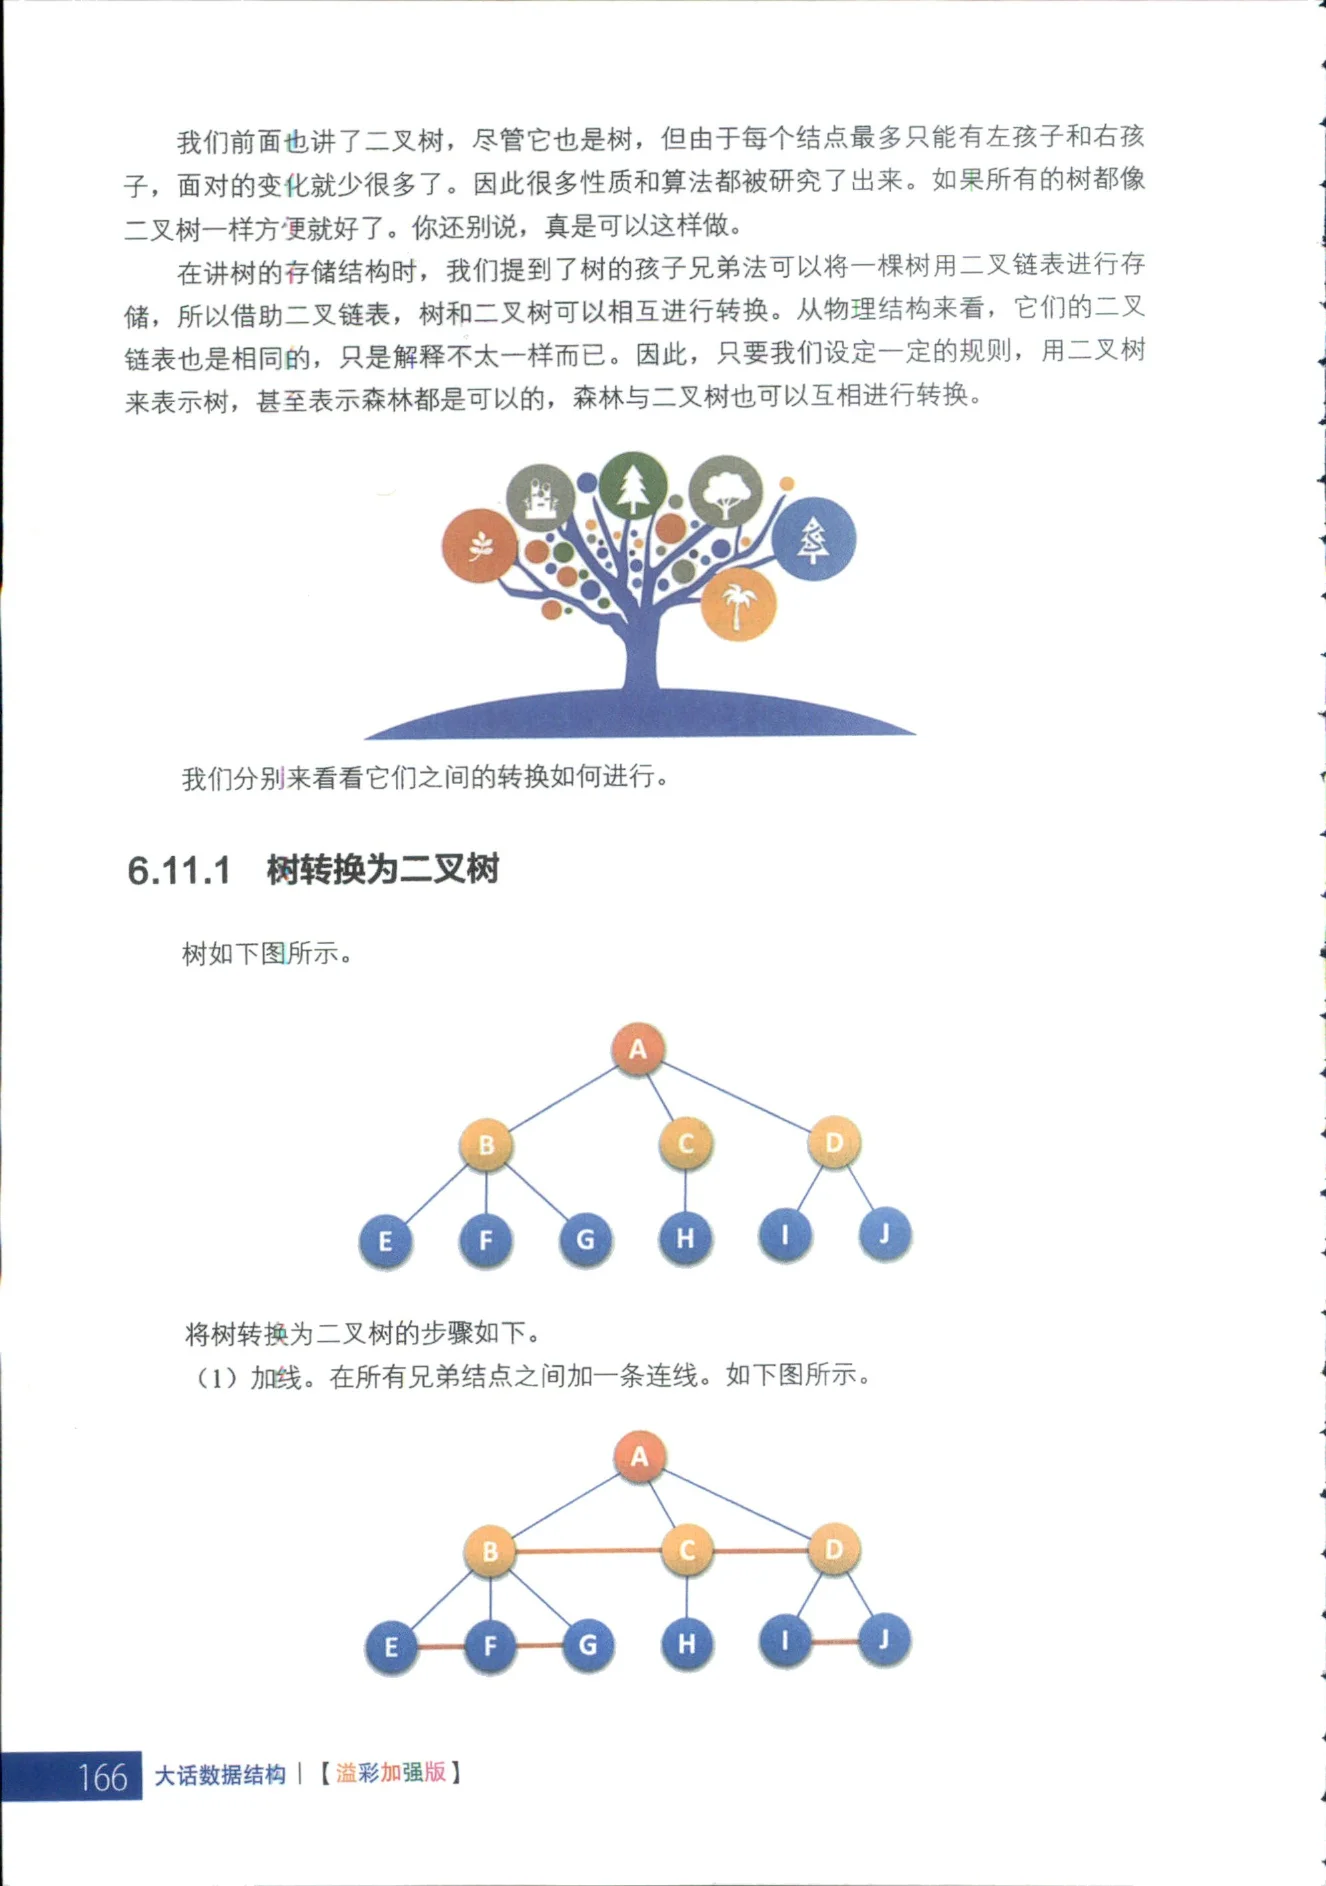 我们前面也讲了二叉树，尽管它也是树，但由于每个结点最多只能有左孩子和右孩
子，面对的变化就少很多了。因此很多性质和算法都被研究了出来。如果所有的树都像
二叉树一样方便就好了。你还别说，真是可以这样做。
在讲树的存储结构时，我们提到了树的孩子兄弟法可以将一棵树用二叉链表进行存
储，所以借助二叉链表，树和二叉树可以相互进行转换。从物理结构来看，它们的二叉
链表也是相同的，只是解释不太一样而已。因此，只要我们设定一定的规则，用二叉树
来表示树，甚至表示森林都是可以的，森林与二叉树也可以互相进行转换。
我们分别来看看它们之间的转换如何进行。
6.11.1 树转换为二叉树
树如下图所示。
A
B C D
E F G H I J
将树转换为二叉树的步骤如下。
（1）加线。在所有兄弟结点之间加一条连线。如下图所示。
A
B C D
E F G H I J
166 大话数据结构 | 【溢彩加强版】